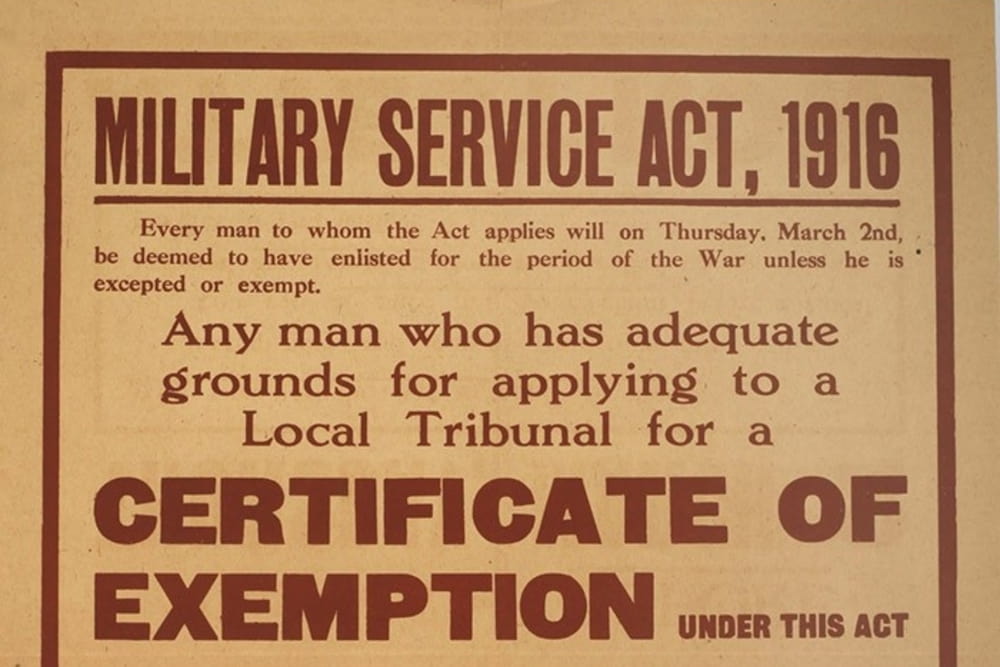 MILITARY SERVICE ACT, 1916
Every man to whom the Act applies will on Thursday, March 2nd,
be deemed to have enlisted for the period of the War unless he is
excepted or exempt.
Any man who has adequate
grounds for applying to a
Local Tribunal for a
CERTIFICATE OF
EXEMPTION UNDER THIS ACT